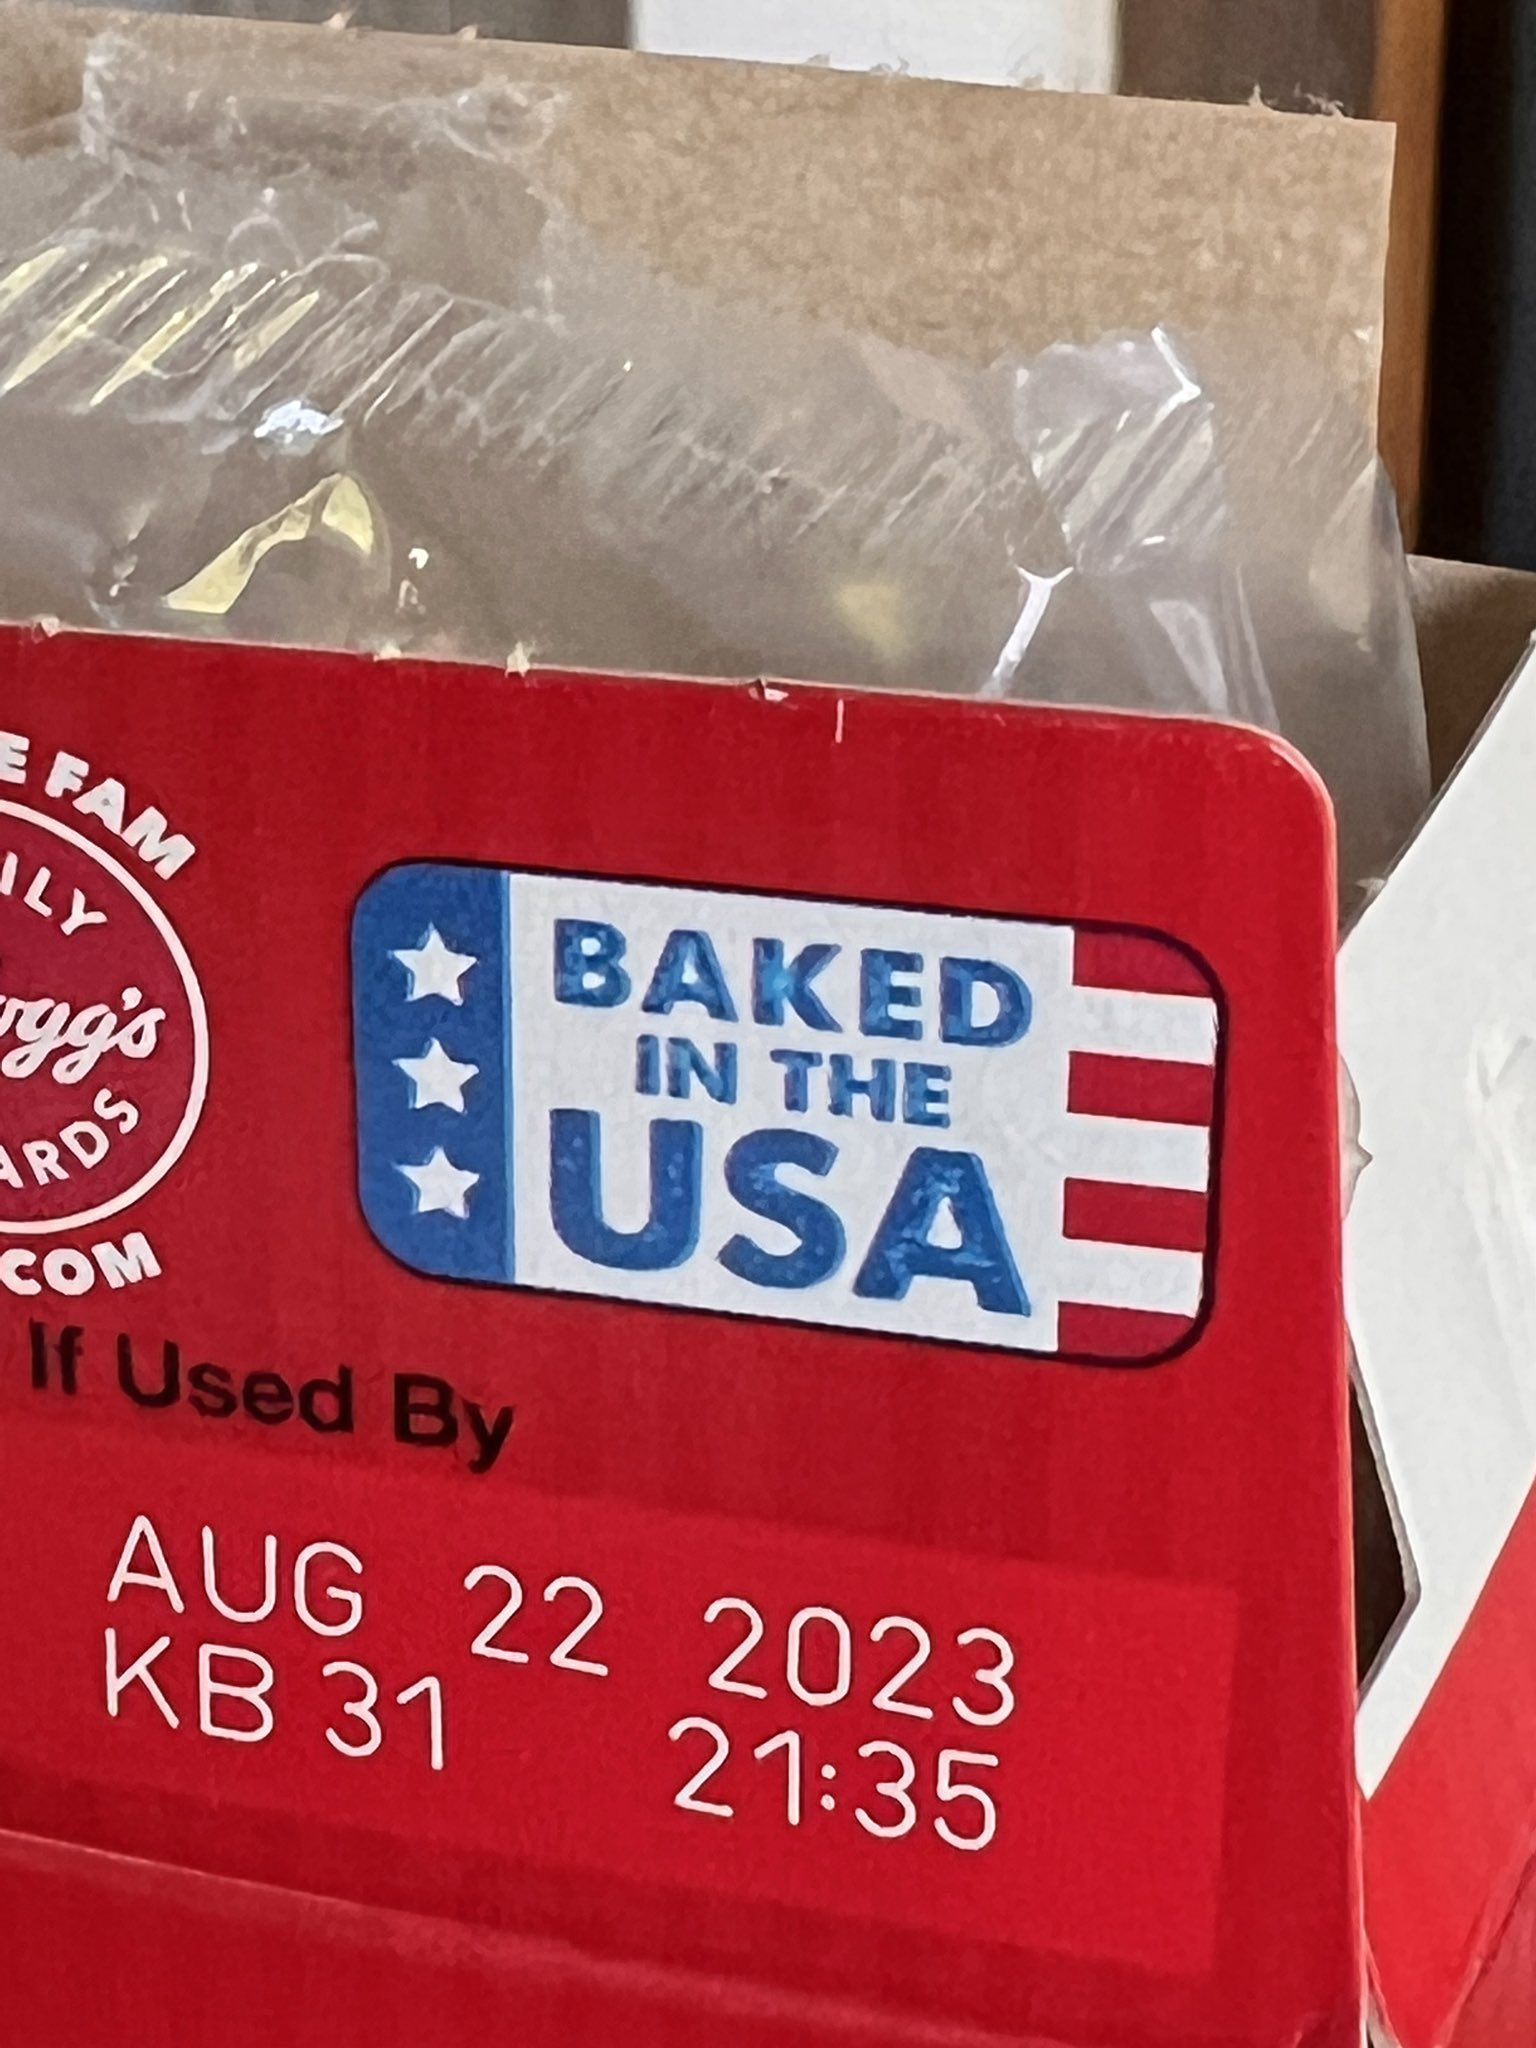 FAM
BAKED
IN THE
USA
.COM
If Used By
AUG 22 2023
KB 31 21:35